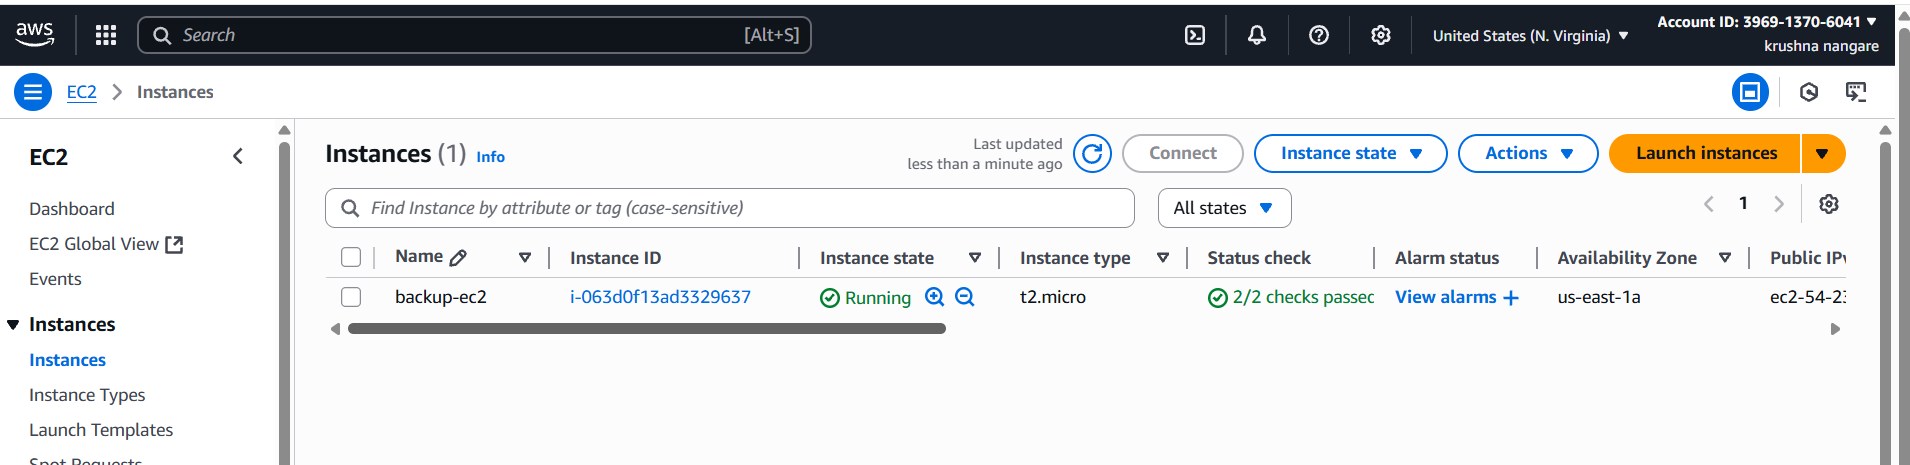 aws
Search [Alt+S]
United States (N. Virginia)
Account ID: 3969-1370-6041
krushna nangare
EC2 Instances
EC2
Dashboard
EC2 Global View
Events
Instances
Instances
Instance Types
Launch Templates
Spot Requests
Instances (1) Info
Last updated
less than a minute ago
Connect
Instance state
Actions
Launch instances
Find Instance by attribute or tag (case-sensitive)
All states
1
Name Instance ID Instance state Instance type Status check Alarm status Availability Zone Public IPv
backup-ec2 i-063d0f13ad3329637 Running t2.micro 2/2 checks passec View alarms + us-east-1a ec2-54-23